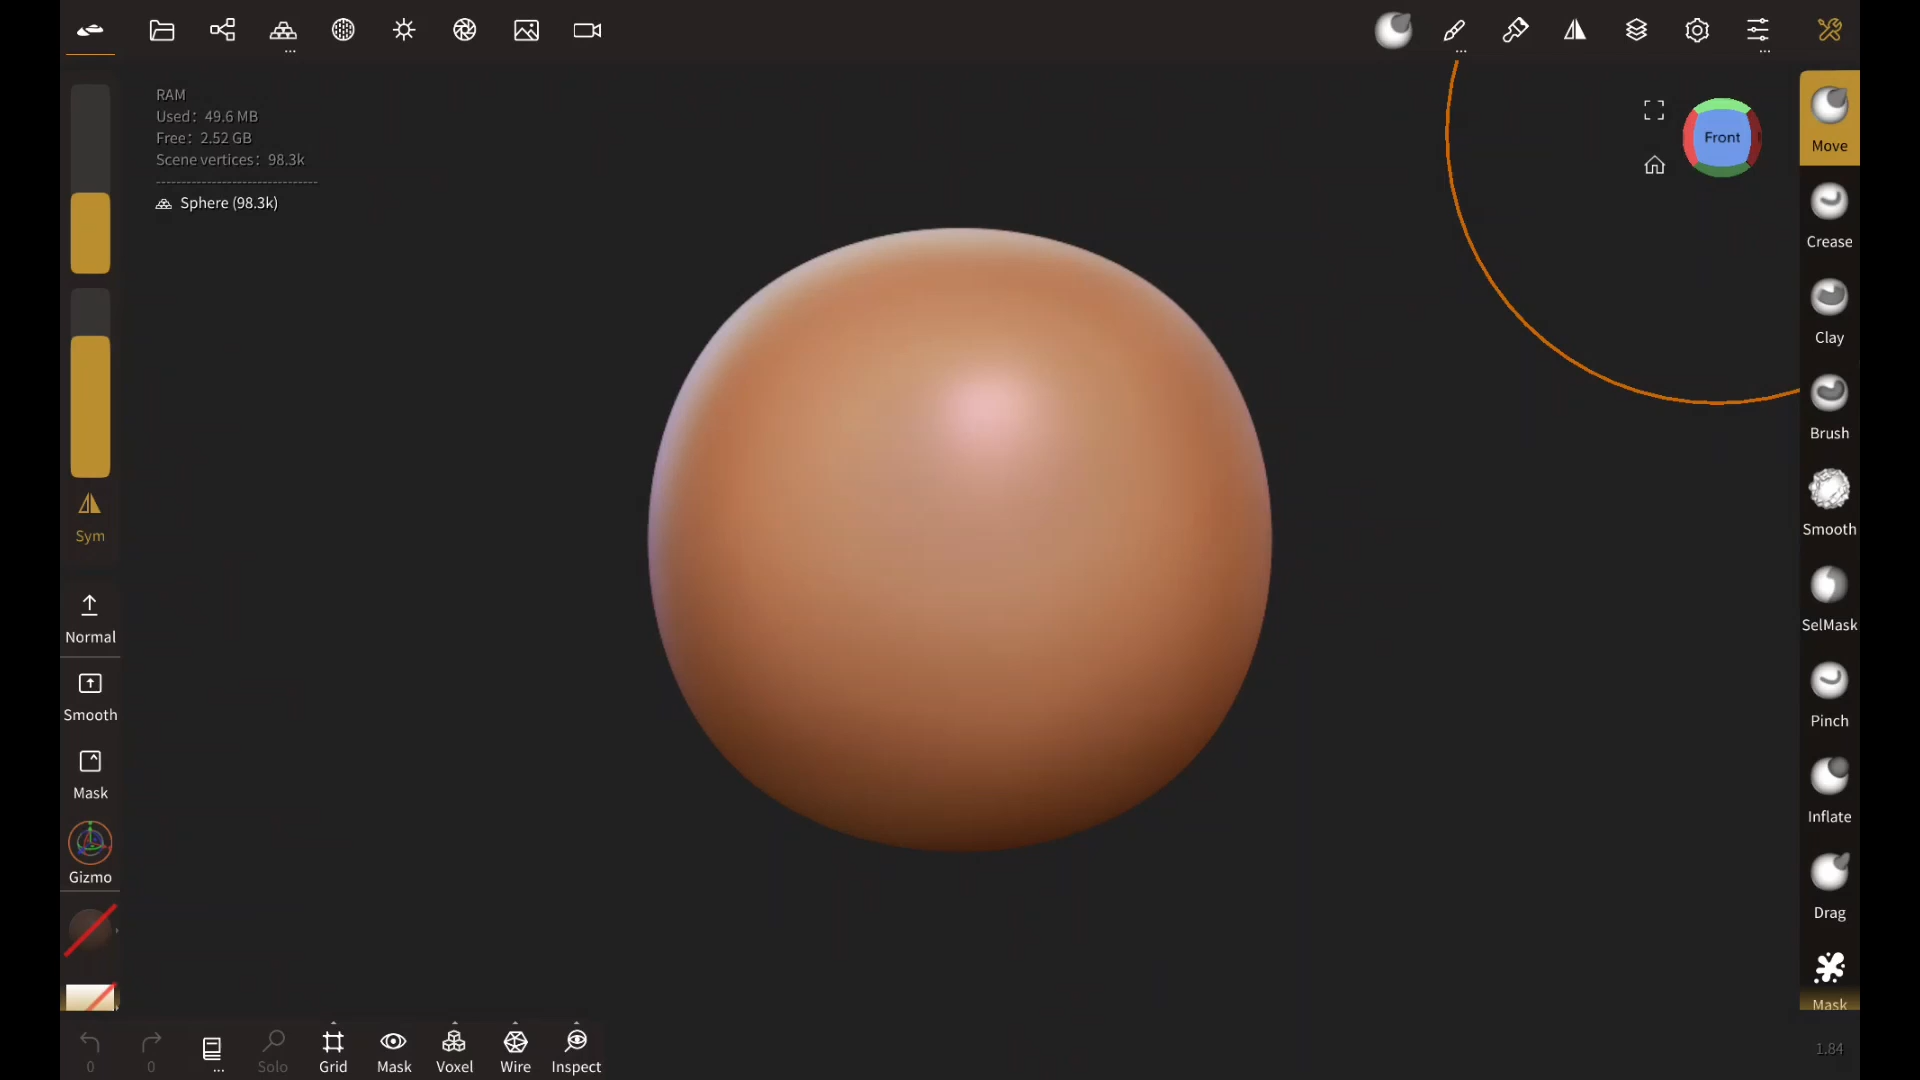 RAM
Used: 49.6 MB
Free: 2.52 GB
Scene vertices: 98.3k
Sphere (98.3k)
Front
Move
Crease
Clay
Brush
Smooth
SelMask
Pinch
Inflate
Drag
Mask
Sym
Normal
Smooth
Mask
Gizmo
0
0
...
Solo
Grid
Mask
Voxel
Wire
Inspect
1.84